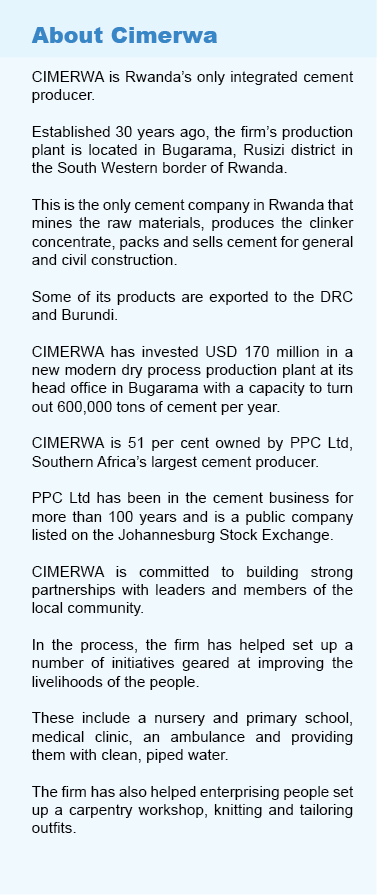 About Cimerwa
CIMERWA is Rwanda's only integrated cement
producer.
Established 30 years ago, the firm's production
plant is located in Bugarama, Rusizi district in
the South Western border of Rwanda.
This is the only cement company in Rwanda that
mines the raw materials, produces the clinker
concentrate, packs and sells cement for general
and civil construction.
Some of its products are exported to the DRC
and Burundi.
CIMERWA has invested USD 170 million in a
new modern dry process production plant at its
head office in Bugarama with a capacity to turn
out 600,000 tons of cement per year.
CIMERWA is 51 per cent owned by PPC Ltd,
Southern Africa's largest cement producer.
PPC Ltd has been in the cement business for
more than 100 years and is a public company
listed on the Johannesburg Stock Exchange.
CIMERWA is committed to building strong
partnerships with leaders and members of the
local community.
In the process, the firm has helped set up a
number of initiatives geared at improving the
livelihoods of the people.
These include a nursery and primary school,
medical clinic, an ambulance and providing
them with clean, piped water.
The firm has also helped enterprising people set
up a carpentry workshop, knitting and tailoring
outfits.